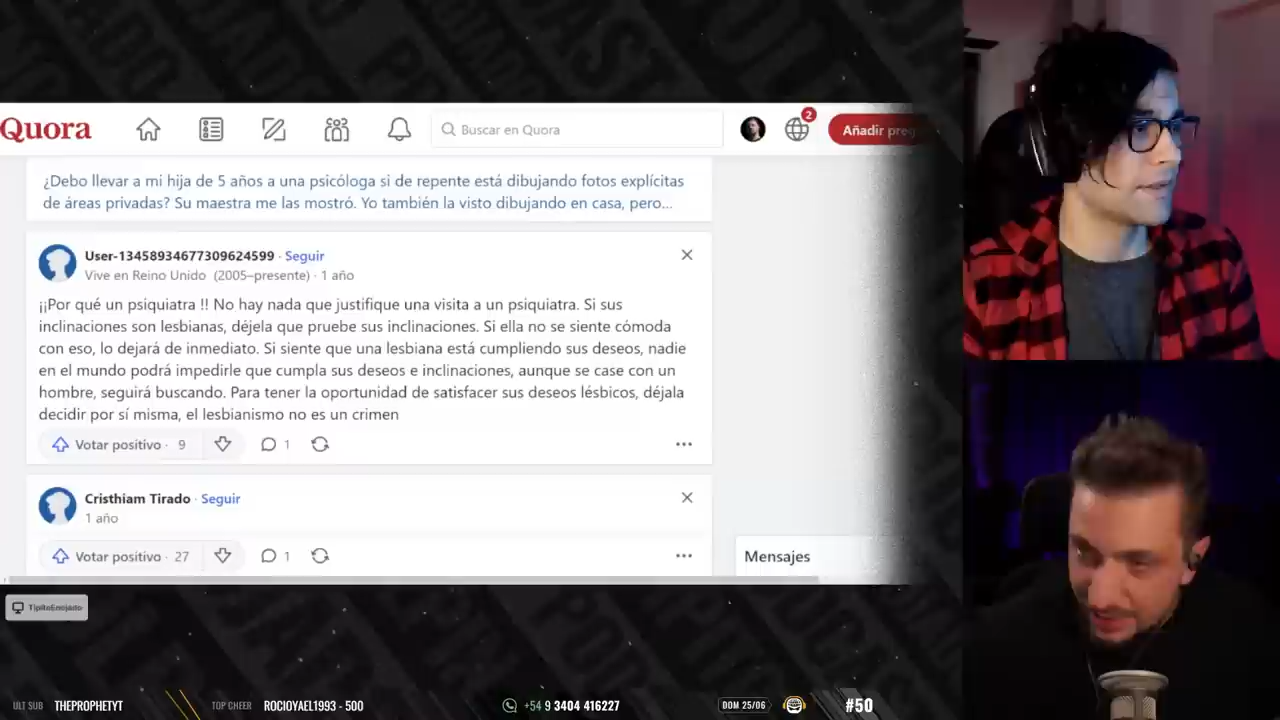 Quora
Buscar en Quora
2
Añadir preg
¿Debo llevar a mi hija de 5 años a una psicóloga si de repente está dibujando fotos explícitas
de áreas privadas? Su maestra me las mostró. Yo también la visto dibujando en casa, pero...
User-13458934677309624599 · Seguir
Vive en Reino Unido (2005–presente) · 1 año
¡¡Por qué un psiquiatra !! No hay nada que justifique una visita a un psiquiatra. Si sus
inclinaciones son lesbianas, déjela que pruebe sus inclinaciones. Si ella no se siente cómoda
con eso, lo dejará de inmediato. Si siente que una lesbiana está cumpliendo sus deseos, nadie
en el mundo podrá impedirle que cumpla sus deseos e inclinaciones, aunque se case con un
hombre, seguirá buscando. Para tener la oportunidad de satisfacer sus deseos lésbicos, déjala
decidir por sí misma, el lesbianismo no es un crimen
Votar positivo · 9 1
Cristhiam Tirado · Seguir
1 año
Votar positivo · 27 1
Mensajes
TipitoEnojado
ULT SUB THEPROPHETYT TOP CHEER ROCIOYAEL1993 - 500 +54 9 3404 416227 DOM 25/06 #50